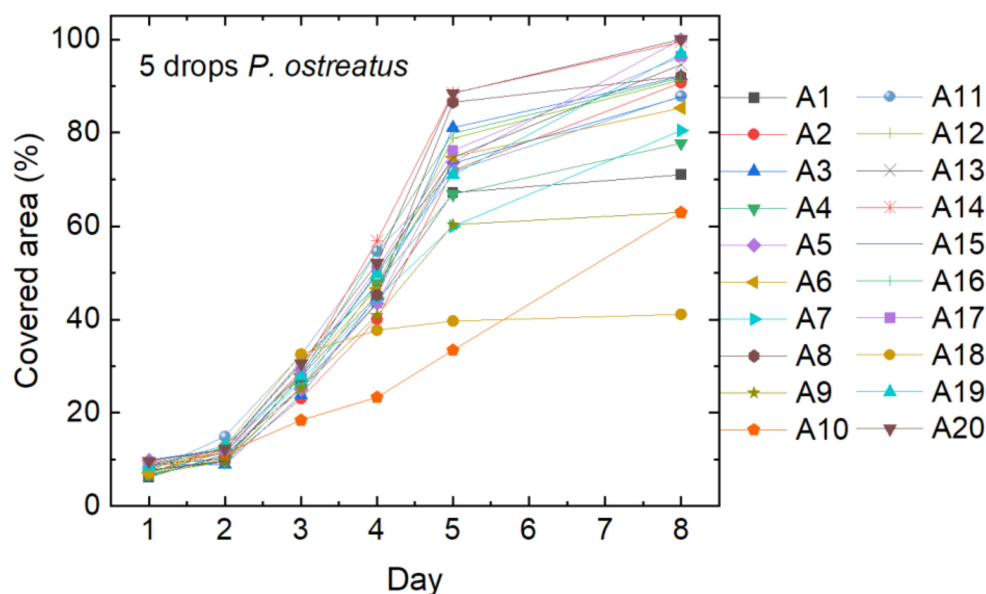 5 drops P. ostreatus
Covered area (%)
100
80
60
40
20
0
1 2 3 4 5 6 7 8
Day
A1 A11
A2 A12
A3 A13
A4 A14
A5 A15
A6 A16
A7 A17
A8 A18
A9 A19
A10 A20